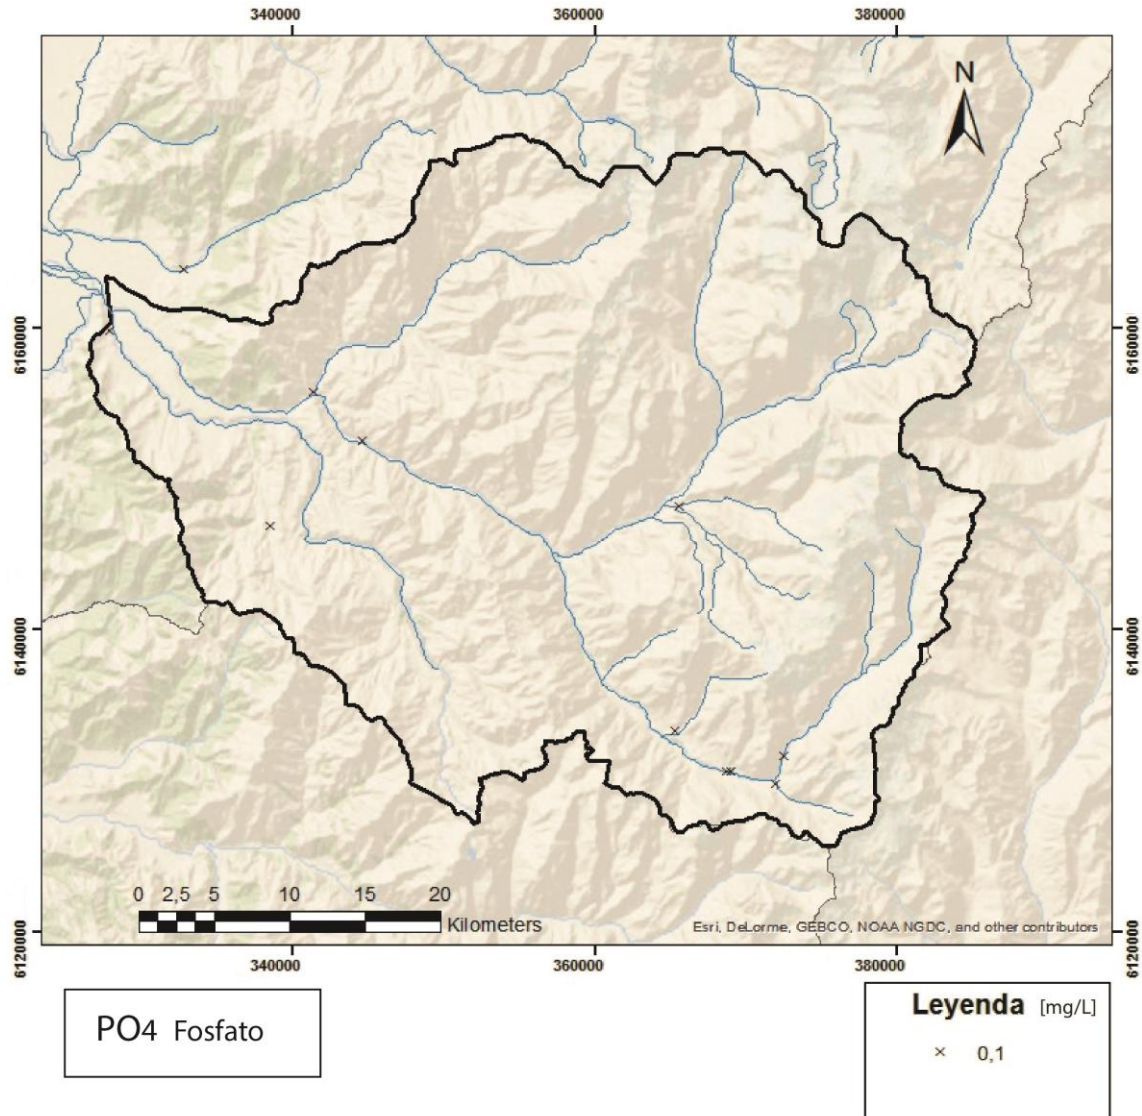 340000 360000 380000
N
6160000 6160000
6140000 6140000
0 2,5 5 10 15 20
Kilometers
Esri, DeLorme, GEBCO, NOAA NGDC, and other contributors
6120000 6120000
340000 360000 380000
PO4 Fosfato
Leyenda [mg/L]
× 0,1